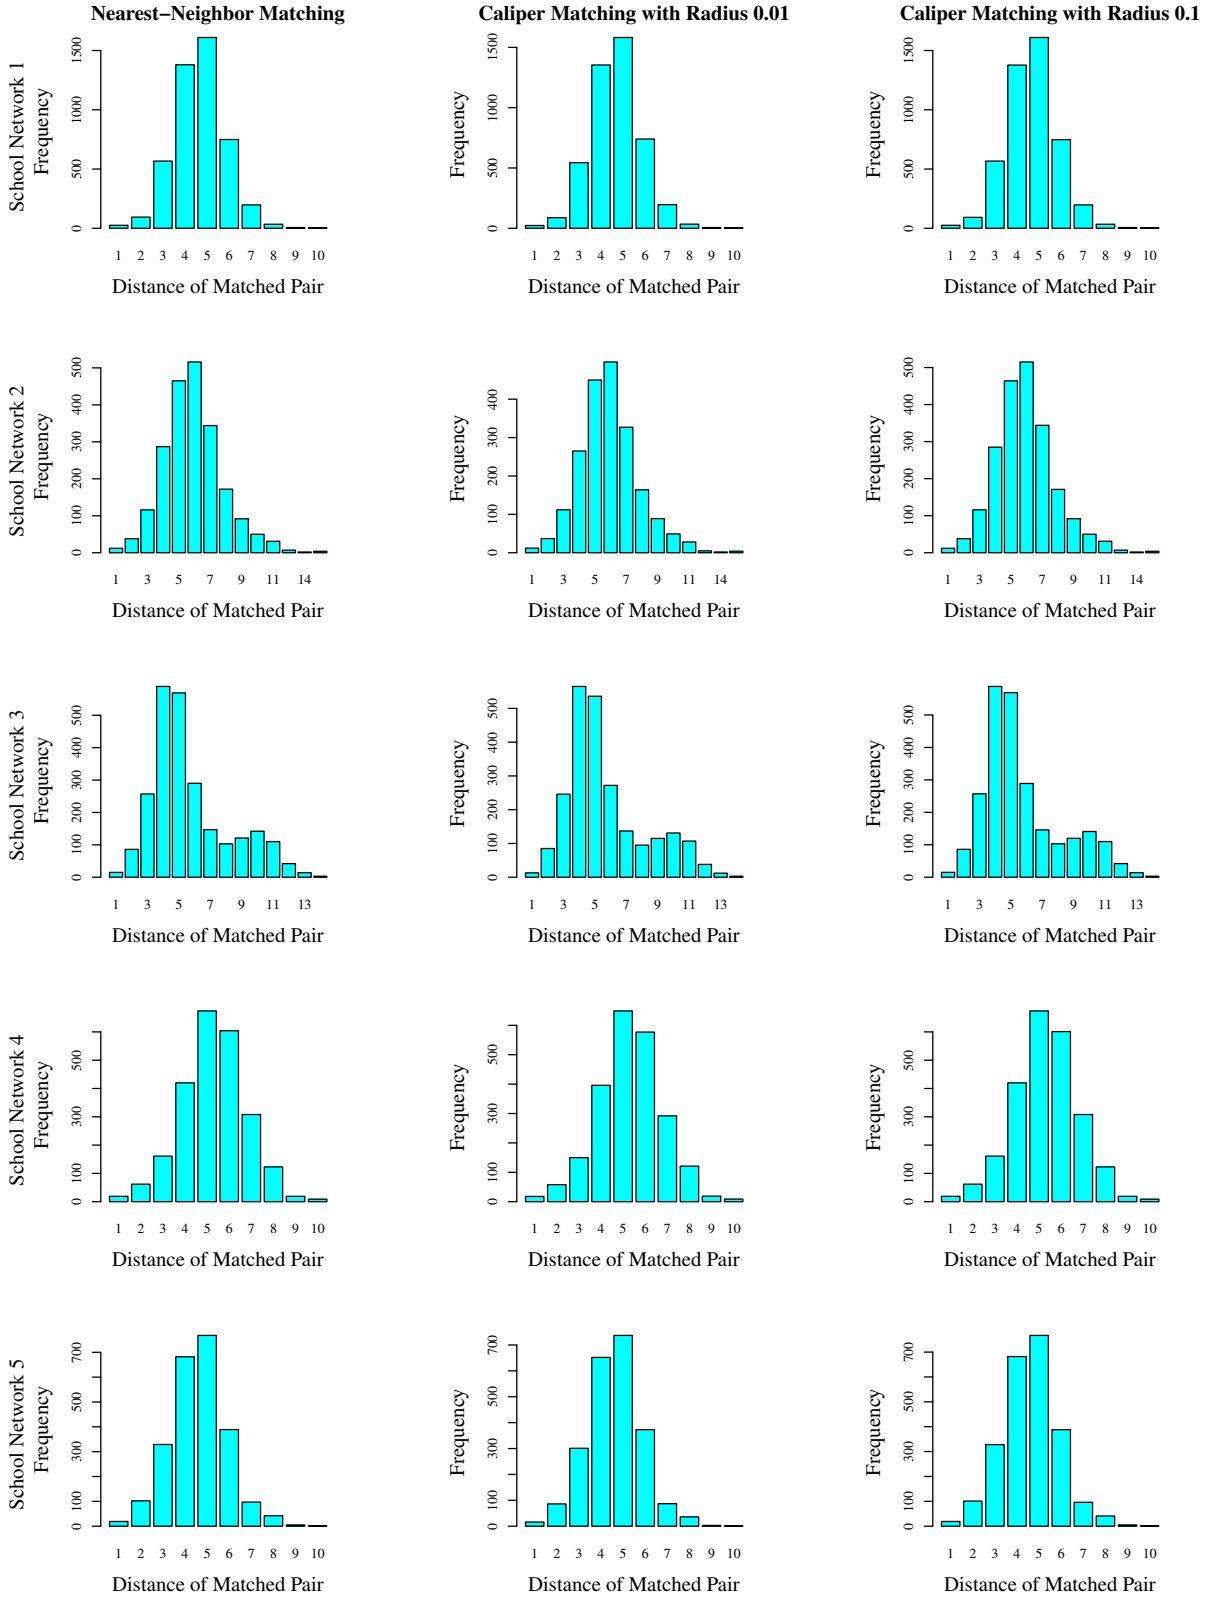 Nearest−Neighbor Matching
Caliper Matching with Radius 0.01
Caliper Matching with Radius 0.1
School Network 1
Frequency
0 500 1000 1500
1 2 3 4 5 6 7 8 9 10
Distance of Matched Pair
Frequency
0 500 1000 1500
1 2 3 4 5 6 7 8 9 10
Distance of Matched Pair
Frequency
0 500 1000 1500
1 2 3 4 5 6 7 8 9 10
Distance of Matched Pair
School Network 2
Frequency
0 100 200 300 400 500
1 3 5 7 9 11 14
Distance of Matched Pair
Frequency
0 100 200 300 400
1 3 5 7 9 11 14
Distance of Matched Pair
Frequency
0 100 200 300 400 500
1 3 5 7 9 11 14
Distance of Matched Pair
School Network 3
Frequency
0 100 200 300 400 500
1 3 5 7 9 11 13
Distance of Matched Pair
Frequency
0 100 200 300 400 500
1 3 5 7 9 11 13
Distance of Matched Pair
Frequency
0 100 200 300 400 500
1 3 5 7 9 11 13
Distance of Matched Pair
School Network 4
Frequency
0 100 300 500
1 2 3 4 5 6 7 8 9 10
Distance of Matched Pair
Frequency
0 100 300 500
1 2 3 4 5 6 7 8 9 10
Distance of Matched Pair
Frequency
0 100 300 500
1 2 3 4 5 6 7 8 9 10
Distance of Matched Pair
School Network 5
Frequency
0 100 300 500 700
1 2 3 4 5 6 7 8 9 10
Distance of Matched Pair
Frequency
0 100 300 500 700
1 2 3 4 5 6 7 8 9 10
Distance of Matched Pair
Frequency
0 100 300 500 700
1 2 3 4 5 6 7 8 9 10
Distance of Matched Pair